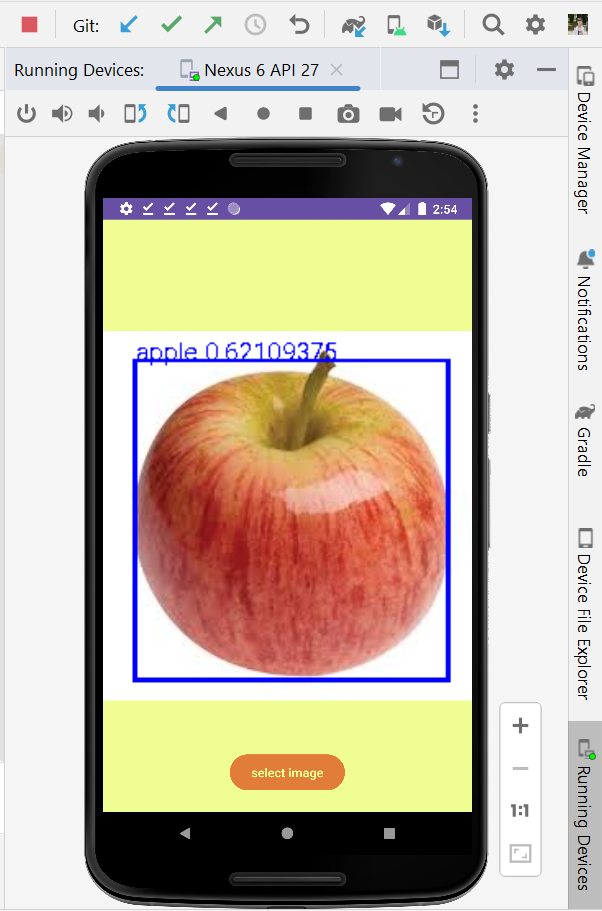 Git:
Running Devices:
Nexus 6 API 27
2:54
apple 0.62109375
select image
1:1
Device Manager
Notifications
Gradle
Device File Explorer
Running Devices